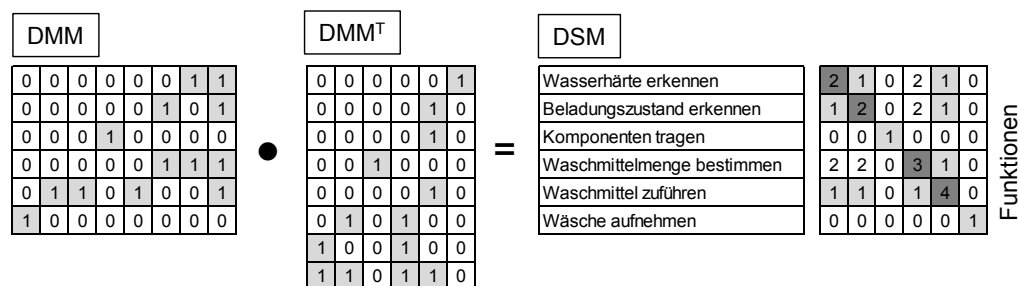 DMM
0 0 0 0 0 0 1 1
0 0 0 0 0 1 0 1
0 0 0 1 0 0 0 0
0 0 0 0 0 1 1 1
0 1 1 0 1 0 0 1
1 0 0 0 0 0 0 0
●
DMMᵀ
0 0 0 0 0 1
0 0 0 0 1 0
0 0 0 0 1 0
0 0 1 0 0 0
0 0 0 0 1 0
0 1 0 1 0 0
1 0 0 1 0 0
1 1 0 1 1 0
=
DSM
Wasserhärte erkennen 2 1 0 2 1 0
Beladungszustand erkennen 1 2 0 2 1 0
Komponenten tragen 0 0 1 0 0 0
Waschmittelmenge bestimmen 2 2 0 3 1 0
Waschmittel zuführen 1 1 0 1 4 0
Wäsche aufnehmen 0 0 0 0 0 1
Funktionen